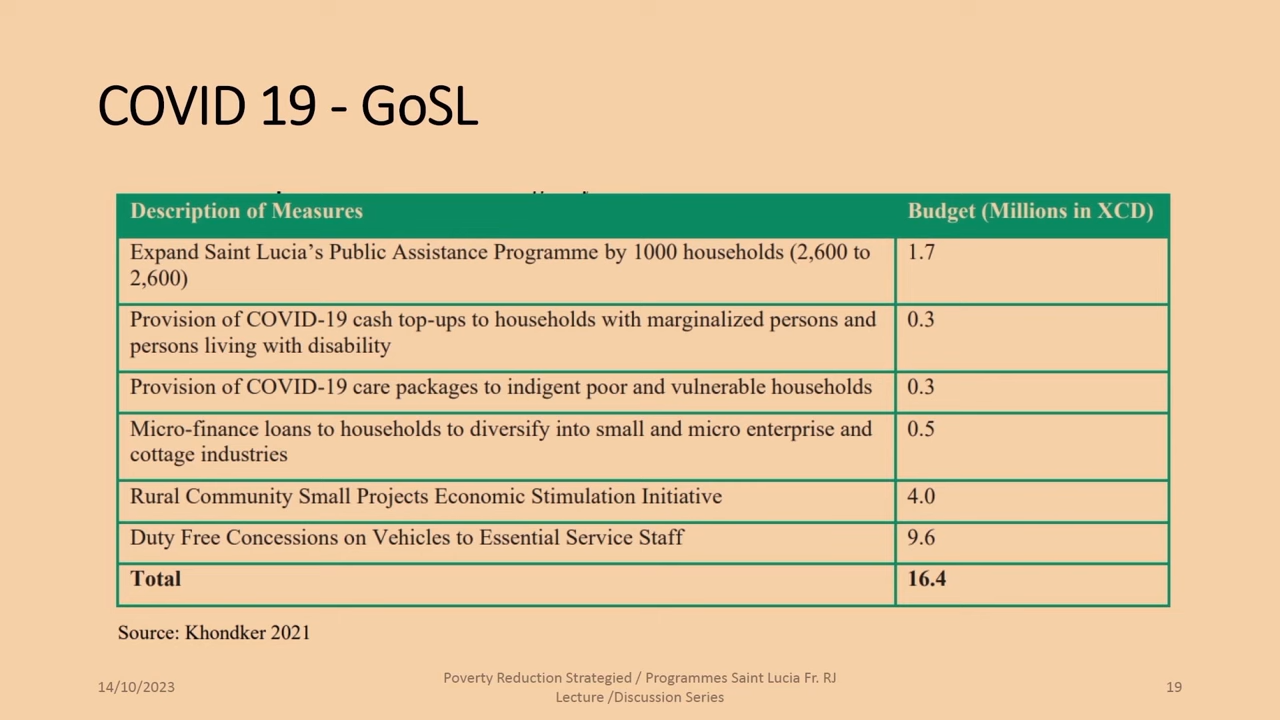 COVID 19 - GoSL
Description of Measures
Budget (Millions in XCD)
Expand Saint Lucia’s Public Assistance Programme by 1000 households (2,600 to
2,600)
1.7
Provision of COVID-19 cash top-ups to households with marginalized persons and
persons living with disability
0.3
Provision of COVID-19 care packages to indigent poor and vulnerable households
0.3
Micro-finance loans to households to diversify into small and micro enterprise and
cottage industries
0.5
Rural Community Small Projects Economic Stimulation Initiative
4.0
Duty Free Concessions on Vehicles to Essential Service Staff
9.6
Total
16.4
Source: Khondker 2021
14/10/2023
Poverty Reduction Strategied / Programmes Saint Lucia Fr. RJ
Lecture /Discussion Series
19